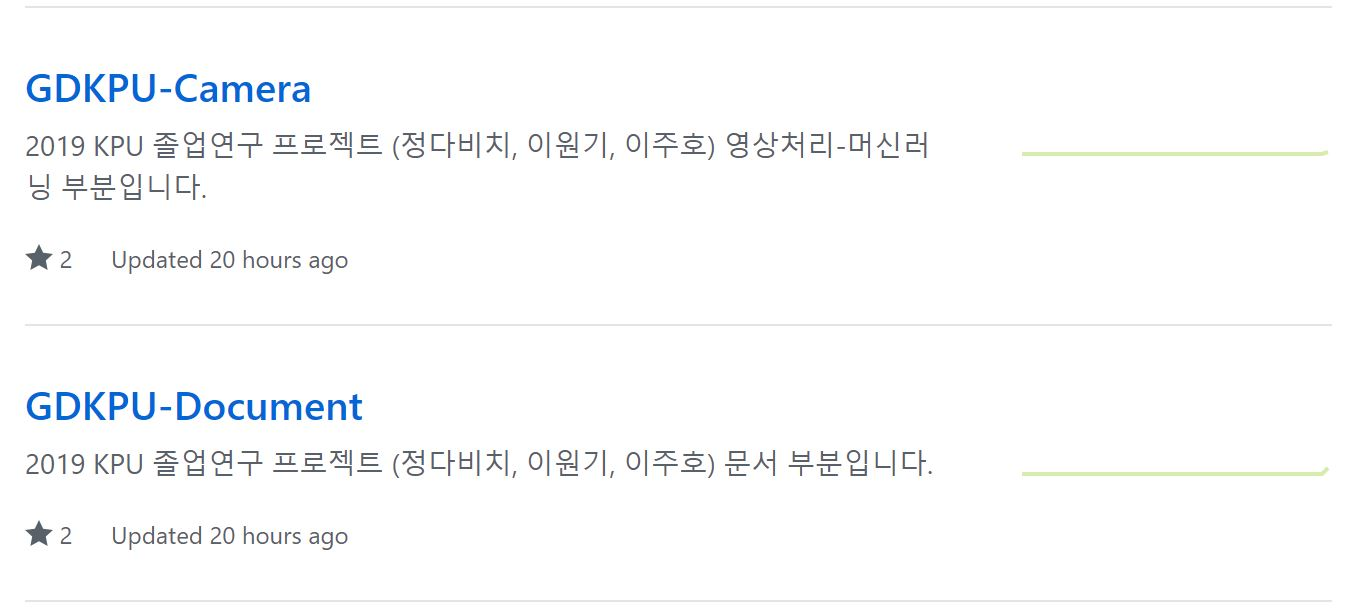 GDKPU-Camera
2019 KPU 졸업연구 프로젝트 (정다비치, 이원기, 이주호) 영상처리-머신러
닝 부분입니다.
2 Updated 20 hours ago
GDKPU-Document
2019 KPU 졸업연구 프로젝트 (정다비치, 이원기, 이주호) 문서 부분입니다.
2 Updated 20 hours ago